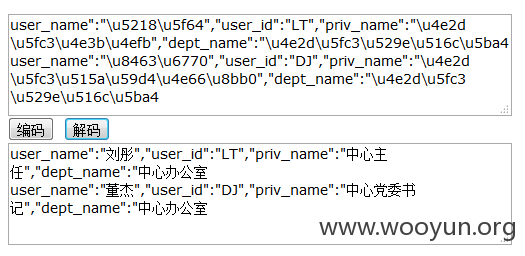 user_name":"\u5218\u5f64","user_id":"LT","priv_name":"\u4e2d
\u5fc3\u4e3b\u4efb","dept_name":"\u4e2d\u5fc3\u529e\u516c\u5ba4
user_name":"\u8463\u6770","user_id":"DJ","priv_name":"\u4e2d
\u5fc3\u515a\u59d4\u4e66\u8bb0","dept_name":"\u4e2d\u5fc3
\u529e\u516c\u5ba4
编码 解码
user_name":"刘彤","user_id":"LT","priv_name":"中心主
任","dept_name":"中心办公室
user_name":"董杰","user_id":"DJ","priv_name":"中心党委书
记","dept_name":"中心办公室
www.wooyun.org